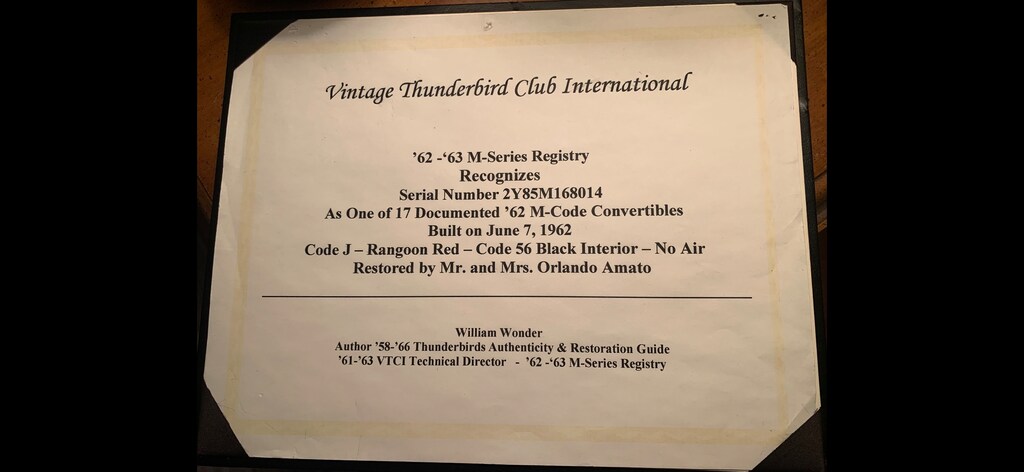 Vintage Thunderbird Club International
’62 -‘63 M-Series Registry
Recognizes
Serial Number 2Y85M168014
As One of 17 Documented ’62 M-Code Convertibles
Built on June 7, 1962
Code J – Rangoon Red – Code 56 Black Interior – No Air
Restored by Mr. and Mrs. Orlando Amato
William Wonder
Author ’58-’66 Thunderbirds Authenticity & Restoration Guide
’61-’63 VTCI Technical Director - ’62 -‘63 M-Series Registry